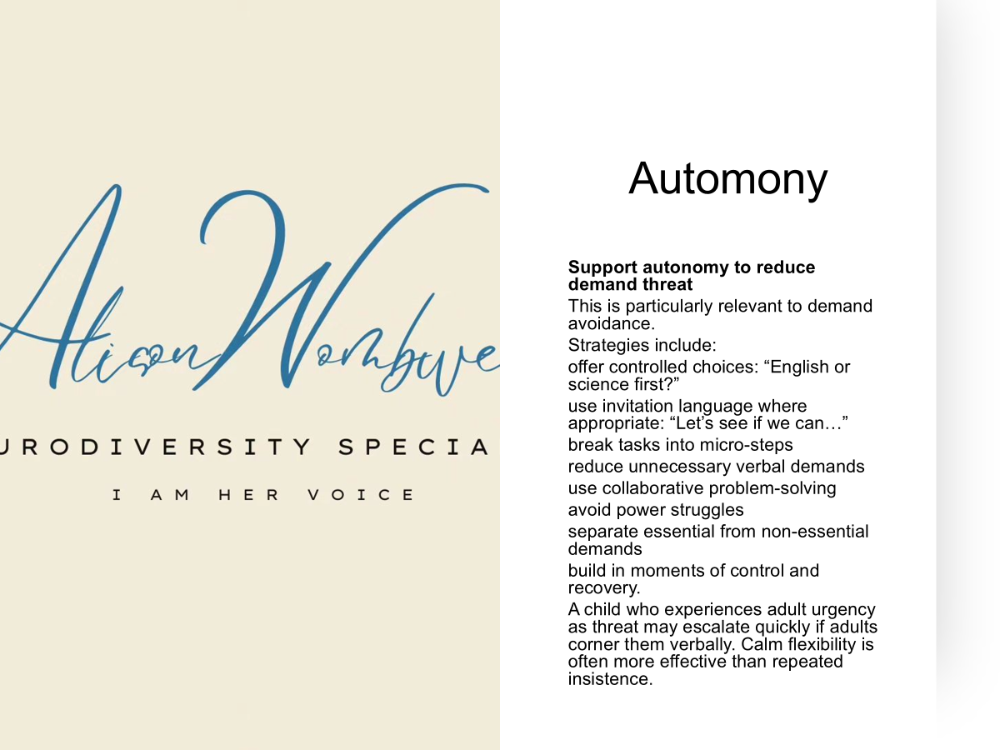 Alison Wombwe
URODIVERSITY SPECIA
I AM HER VOICE
Automony
Support autonomy to reduce
demand threat
This is particularly relevant to demand
avoidance.
Strategies include:
offer controlled choices: “English or
science first?”
use invitation language where
appropriate: “Let’s see if we can…”
break tasks into micro-steps
reduce unnecessary verbal demands
use collaborative problem-solving
avoid power struggles
separate essential from non-essential
demands
build in moments of control and
recovery.
A child who experiences adult urgency
as threat may escalate quickly if adults
corner them verbally. Calm flexibility is
often more effective than repeated
insistence.